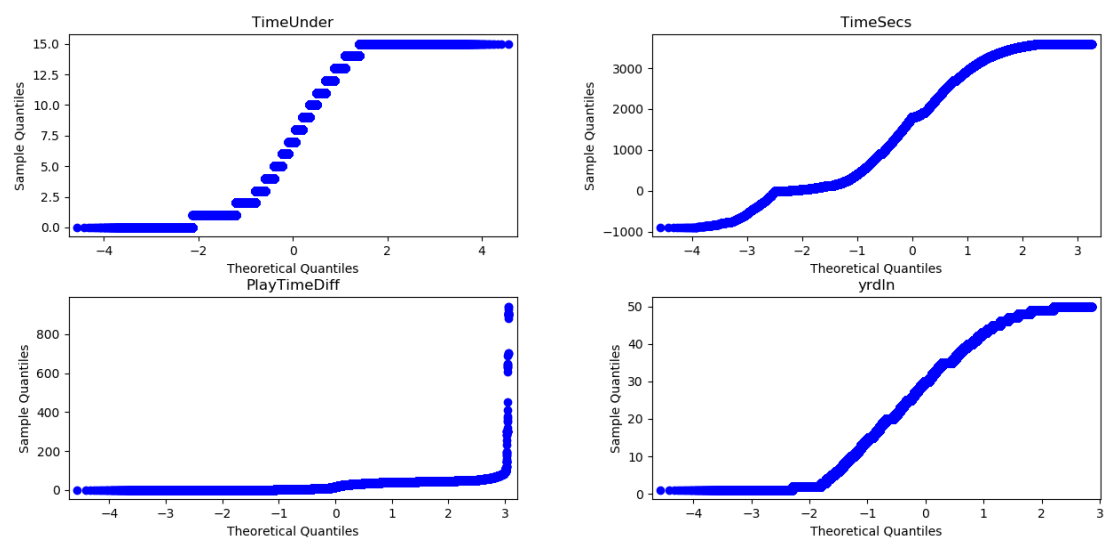 TimeUnder
Sample Quantiles
15.0
12.5
10.0
7.5
5.0
2.5
0.0
−4 −2 0 2 4
Theoretical Quantiles
TimeSecs
Sample Quantiles
3000
2000
1000
0
−1000
−4 −3 −2 −1 0 1 2 3
Theoretical Quantiles
PlayTimeDiff
Sample Quantiles
800
600
400
200
0
−4 −3 −2 −1 0 1 2 3
Theoretical Quantiles
yrdln
Sample Quantiles
50
40
30
20
10
0
−4 −3 −2 −1 0 1 2 3
Theoretical Quantiles